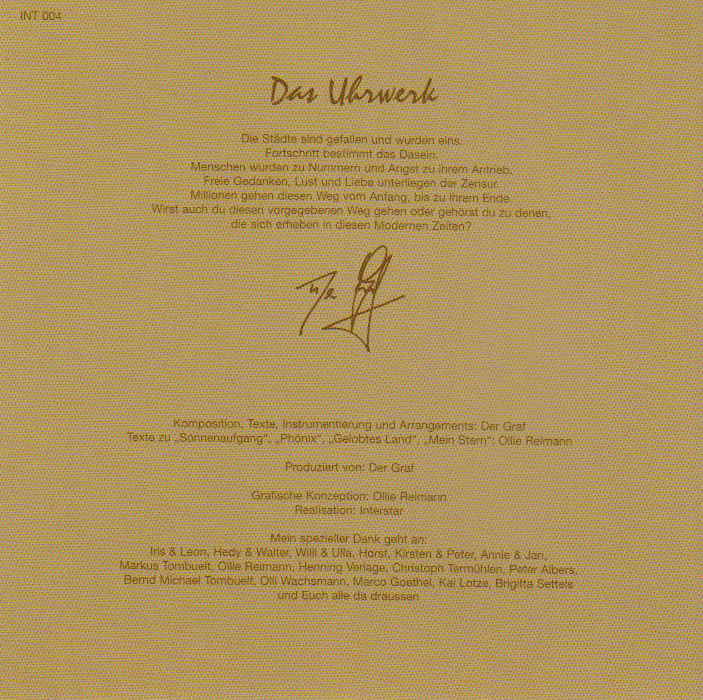 INT 004
Das Uhrwerk
Die Städte sind gefallen und wurden eins.
Fortschritt bestimmt das Dasein.
Menschen wurden zu Nummern und Angst zu ihrem Antrieb.
Freie Gedanken, Lust und Liebe unterliegen der Zensur.
Millionen gehen diesen Weg vom Anfang, bis zu ihrem Ende.
Wirst auch du diesen vorgegebenen Weg gehen oder gehörst du zu denen,
die sich erheben in diesen Modernen Zeiten?
Komposition, Texte, Instrumentierung und Arrangements: Der Graf
Texte zu „Sonnenaufgang“, „Phönix“, „Gelobtes Land“, „Mein Stern“: Ollie Reimann
Produziert von: Der Graf
Grafische Konzeption: Ollie Reimann
Realisation: Interstar
Mein spezieller Dank geht an:
Iris & Leon, Hedy & Walter, Willi & Ulla, Horst, Kirsten & Peter, Annie & Jan,
Markus Tombuelt, Ollie Reimann, Henning Verlage, Christoph Termühlen, Peter Albers,
Bernd Michael Tombuelt, Olli Wachsmann, Marco Goethel, Kai Lotze, Brigitta Settels
und Euch alle da draussen